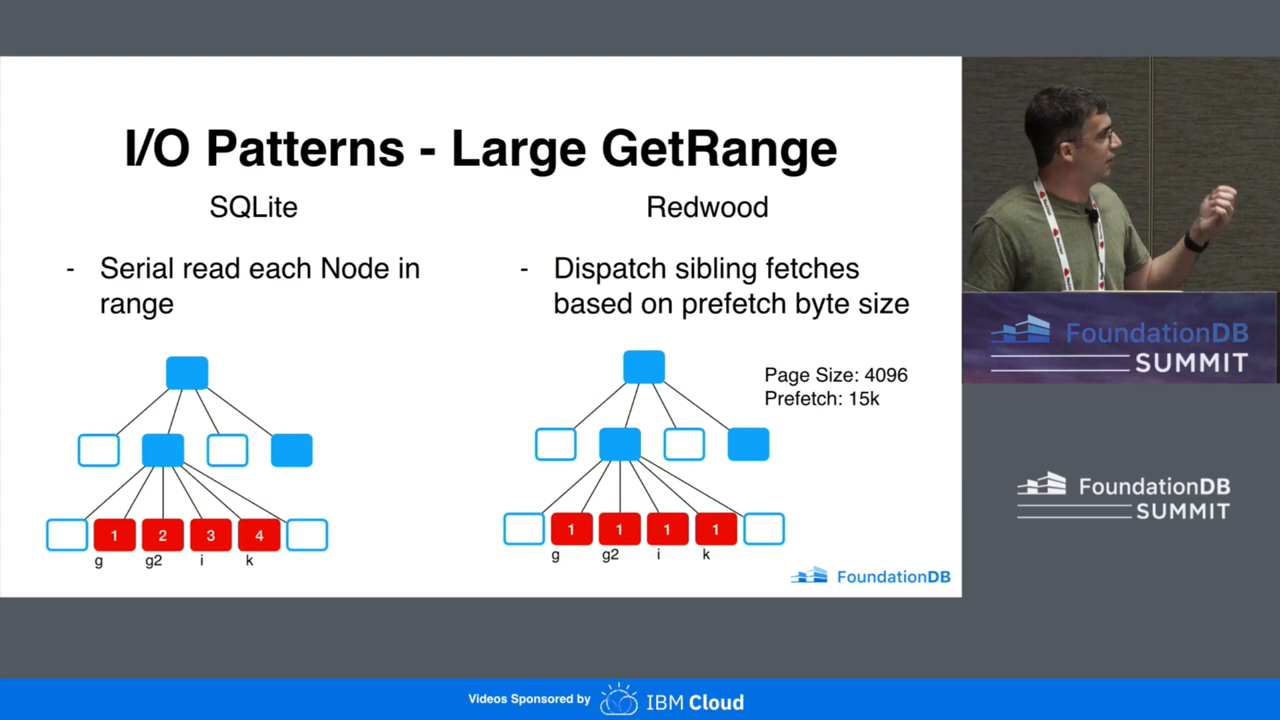 I/O Patterns - Large GetRange
SQLite
- Serial read each Node in
range
1 2 3 4
g g2 i k
Redwood
- Dispatch sibling fetches
based on prefetch byte size
Page Size: 4096
Prefetch: 15k
1 1 1 1
g g2 i k
FoundationDB
FoundationDB
SUMMIT
FoundationDB
SUMMIT
Videos Sponsored by IBM Cloud